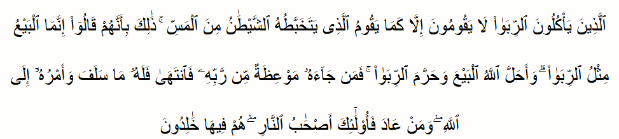 ٱلَّذِينَ يَأۡكُلُونَ ٱلرِّبَوٰاْ لَا يَقُومُونَ إِلَّا كَمَا يَقُومُ ٱلَّذِي يَتَخَبَّطُهُ ٱلشَّيۡطَٰنُ مِنَ ٱلۡمَسِّۚ ذَٰلِكَ بِأَنَّهُمۡ قَالُوٓاْ إِنَّمَا ٱلۡبَيۡعُ
مِثۡلُ ٱلرِّبَوٰاْۗ وَأَحَلَّ ٱللَّهُ ٱلۡبَيۡعَ وَحَرَّمَ ٱلرِّبَوٰاْۚ فَمَن جَآءَهُۥ مَوۡعِظَةٞ مِّن رَّبِّهِۦ فَٱنتَهَىٰ فَلَهُۥ مَا سَلَفَ وَأَمۡرُهُۥٓ إِلَى
ٱللَّهِۖ وَمَنۡ عَادَ فَأُوْلَٰٓئِكَ أَصۡحَٰبُ ٱلنَّارِۖ هُمۡ فِيهَا خَٰلِدُونَ